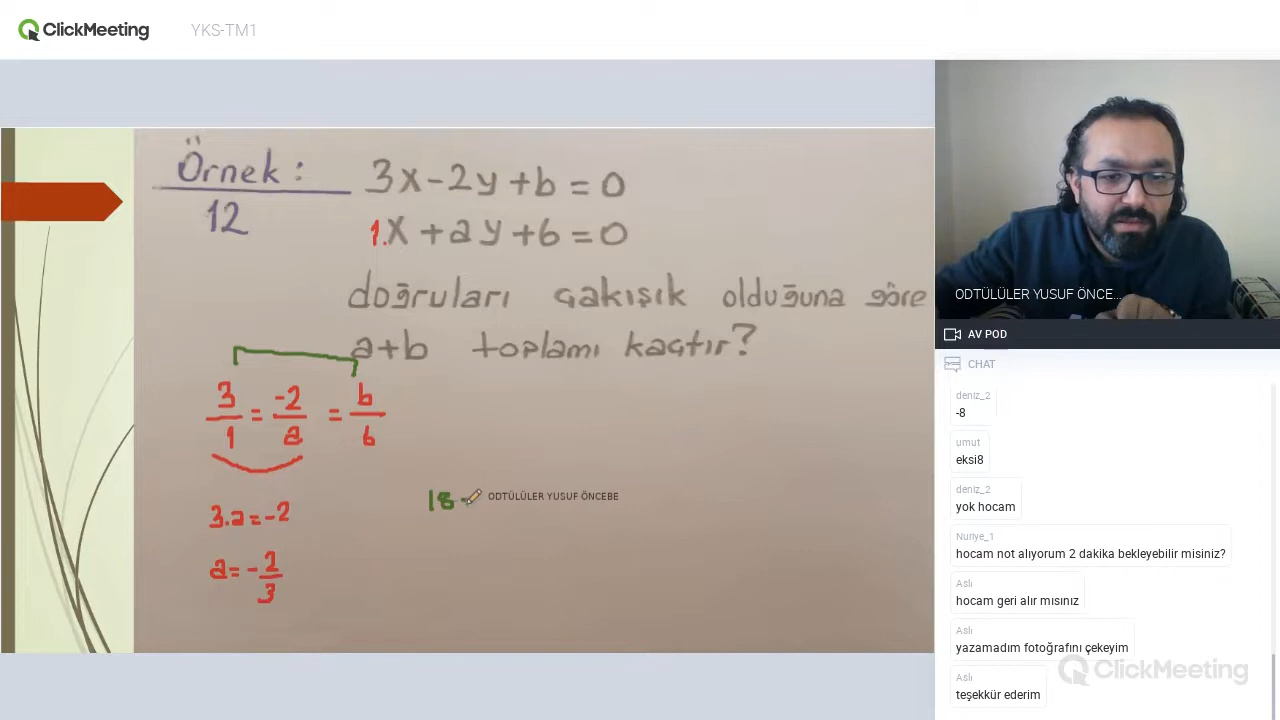 ClickMeeting
YKS-TM1
Örnek:
12
3x-2y+b=0
1.x+ay+6=0
doğruları çakışık olduğuna göre
a+b toplamı kaçtır?
3/1 = -2/a = b/6
3.a=-2
a=-2/3
18 -
ODTÜLÜLER YUSUF ÖNCEBE
ODTÜLÜLER YUSUF ÖNCE...
AV POD
CHAT
deniz_2
-8
umut
eksi8
deniz_2
yok hocam
Nuriye_1
hocam not alıyorum 2 dakika bekleyebilir misiniz?
Aslı
hocam geri alır mısınız
Aslı
yazamadım fotoğrafını çekeyim
Aslı
teşekkür ederim
ClickMeeting